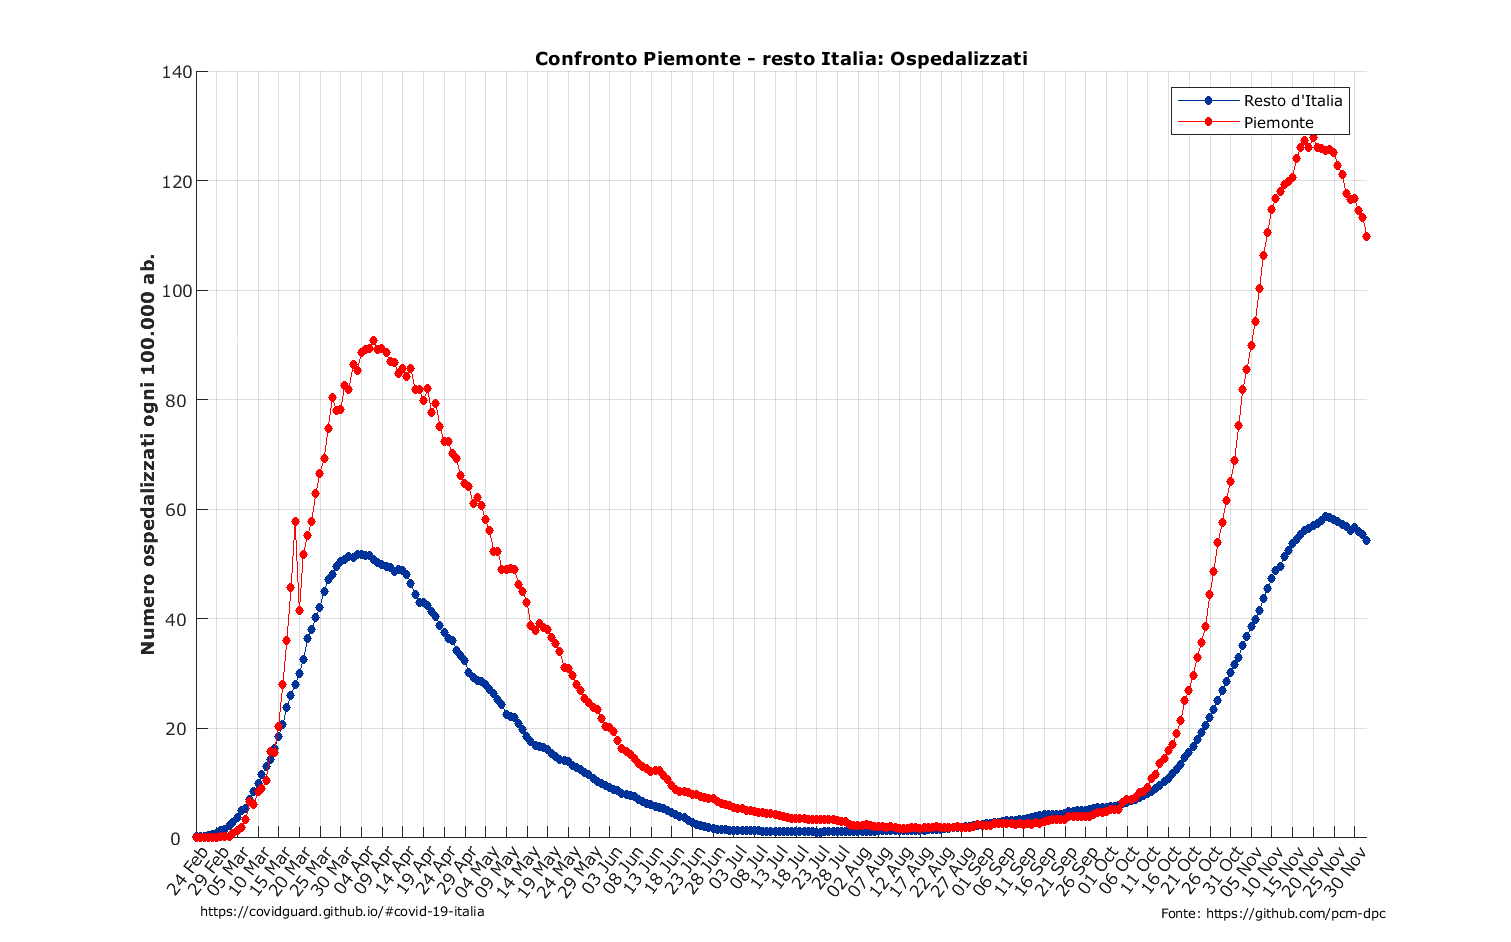 Confronto Piemonte - resto Italia: Ospedalizzati
Numero ospedalizzati ogni 100.000 ab.
140
120
100
80
60
40
20
0
Resto d'Italia
Piemonte
24 Feb
29 Feb
05 Mar
10 Mar
15 Mar
20 Mar
25 Mar
30 Mar
04 Apr
09 Apr
14 Apr
19 Apr
24 Apr
29 Apr
04 May
09 May
14 May
19 May
24 May
29 May
03 Jun
08 Jun
13 Jun
18 Jun
23 Jun
28 Jun
03 Jul
08 Jul
13 Jul
18 Jul
23 Jul
28 Jul
02 Aug
07 Aug
12 Aug
17 Aug
22 Aug
27 Aug
01 Sep
06 Sep
11 Sep
16 Sep
21 Sep
26 Sep
01 Oct
06 Oct
11 Oct
16 Oct
21 Oct
26 Oct
31 Oct
05 Nov
10 Nov
15 Nov
20 Nov
25 Nov
30 Nov
https://covidguard.github.io/#covid-19-italia
Fonte: https://github.com/pcm-dpc